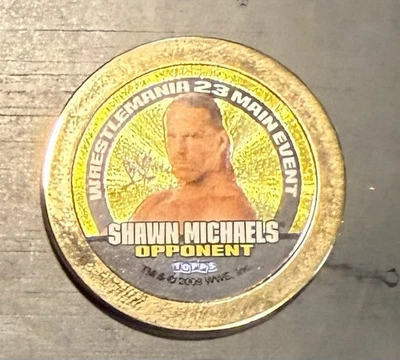 WRESTLEMANIA 23 MAIN EVENT
SHAWN MICHAELS
OPPONENT
TOPPS
TM & © 2008 WWE, Inc.